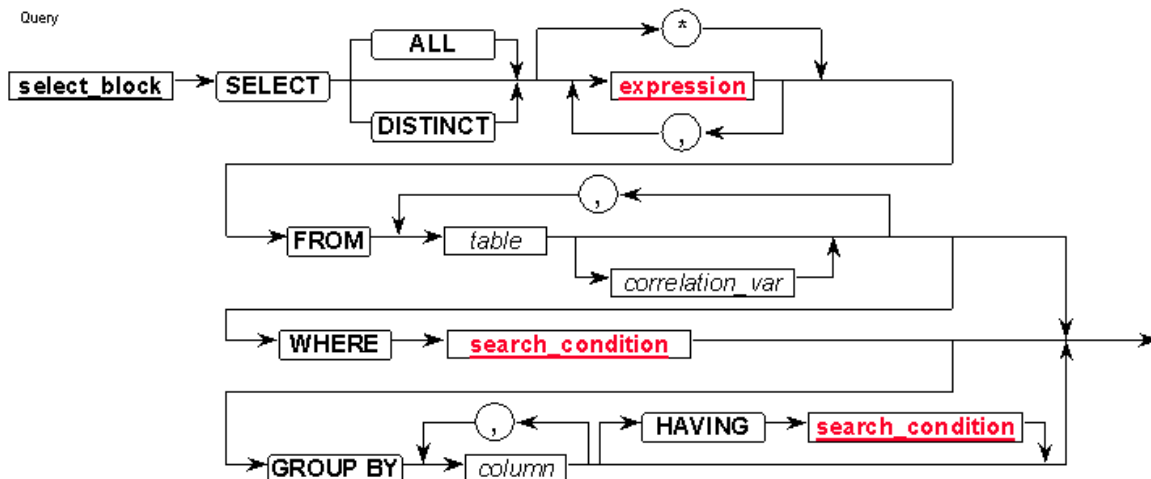 Query
ALL
*
select_block SELECT expression
DISTINCT ,
,
FROM table
correlation_var
WHERE search_condition
, HAVING search_condition
GROUP BY column